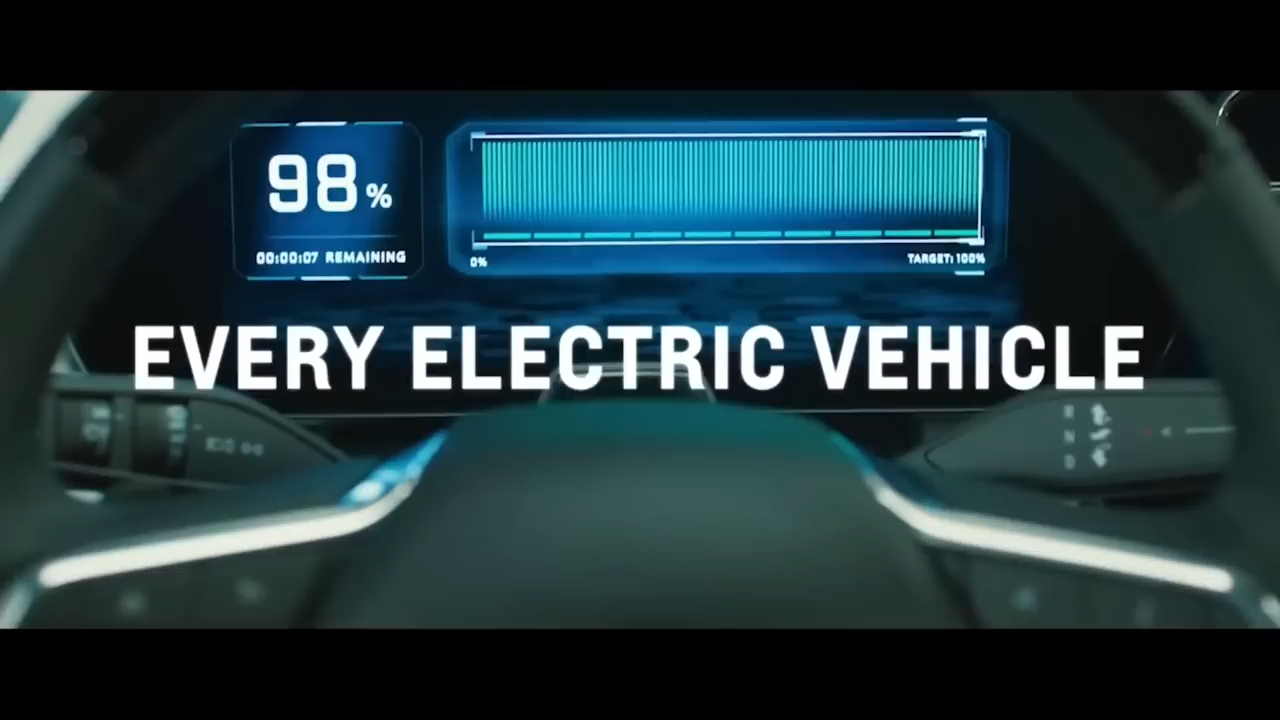 98%
00:00:07 REMAINING
0%
TARGET: 100%
EVERY ELECTRIC VEHICLE
R
N
D